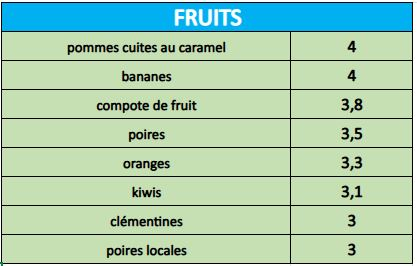 FRUITS
pommes cuites au caramel 4
bananes 4
compote de fruit 3,8
poires 3,5
oranges 3,3
kiwis 3,1
clémentines 3
poires locales 3